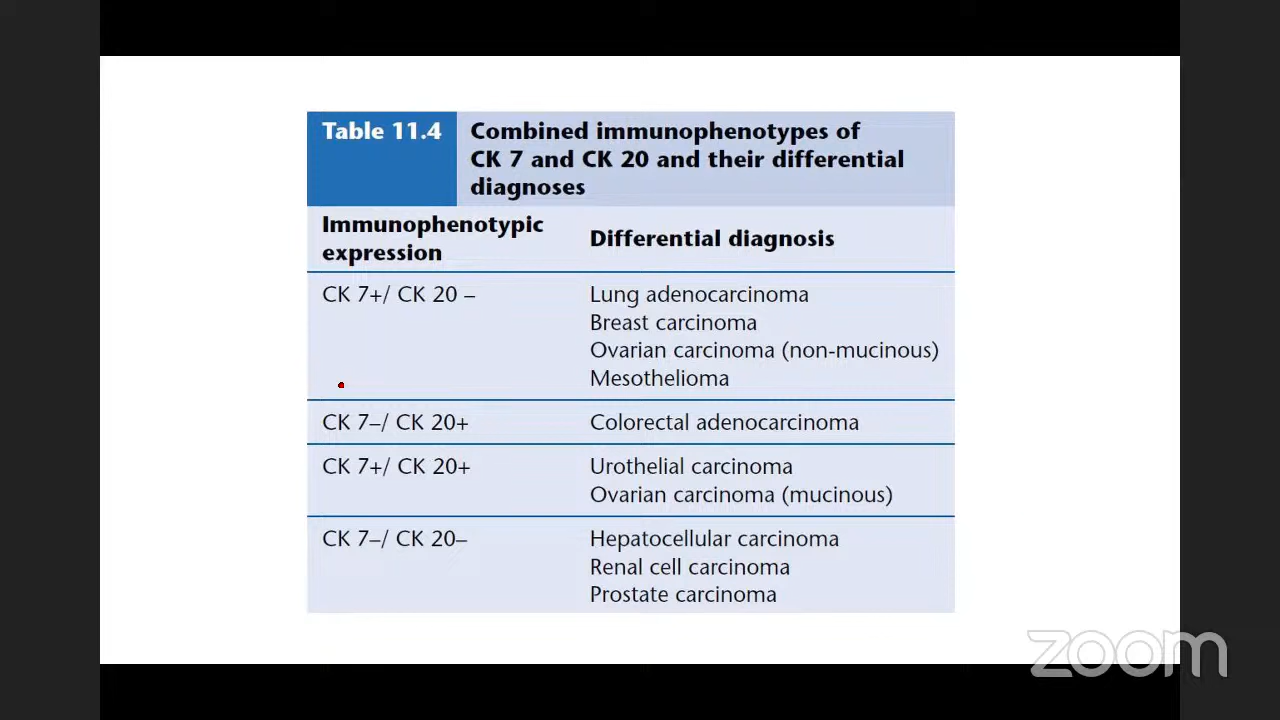 Table 11.4
Combined immunophenotypes of
CK 7 and CK 20 and their differential
diagnoses
Immunophenotypic
expression
Differential diagnosis
CK 7+/ CK 20 –
Lung adenocarcinoma
Breast carcinoma
Ovarian carcinoma (non-mucinous)
Mesothelioma
CK 7–/ CK 20+
Colorectal adenocarcinoma
CK 7+/ CK 20+
Urothelial carcinoma
Ovarian carcinoma (mucinous)
CK 7–/ CK 20–
Hepatocellular carcinoma
Renal cell carcinoma
Prostate carcinoma
zoom